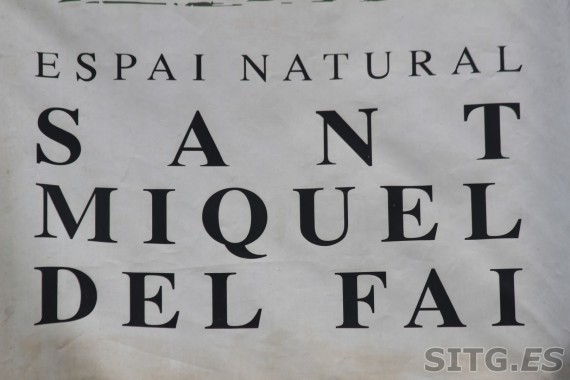 ESPAI NATURAL
SANT
MIQUEL
DEL FAI
SITG.ES